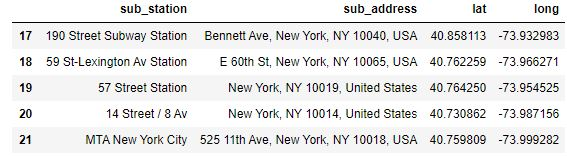 sub_station sub_address lat long
17 190 Street Subway Station Bennett Ave, New York, NY 10040, USA 40.858113 -73.932983
18 59 St-Lexington Av Station E 60th St, New York, NY 10065, USA 40.762259 -73.966271
19 57 Street Station New York, NY 10019, United States 40.764250 -73.954525
20 14 Street / 8 Av New York, NY 10014, United States 40.730862 -73.987156
21 MTA New York City 525 11th Ave, New York, NY 10018, USA 40.759809 -73.999282